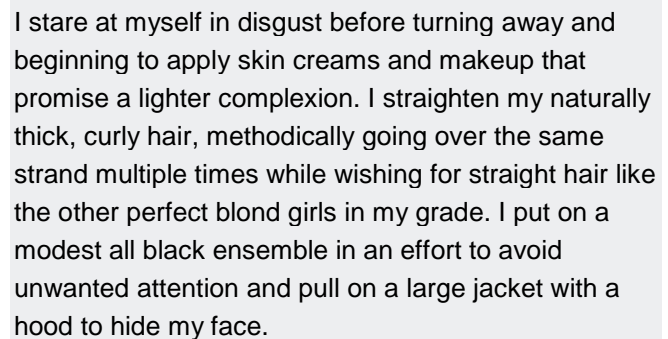 I stare at myself in disgust before turning away and
beginning to apply skin creams and makeup that
promise a lighter complexion. I straighten my naturally
thick, curly hair, methodically going over the same
strand multiple times while wishing for straight hair like
the other perfect blond girls in my grade. I put on a
modest all black ensemble in an effort to avoid
unwanted attention and pull on a large jacket with a
hood to hide my face.